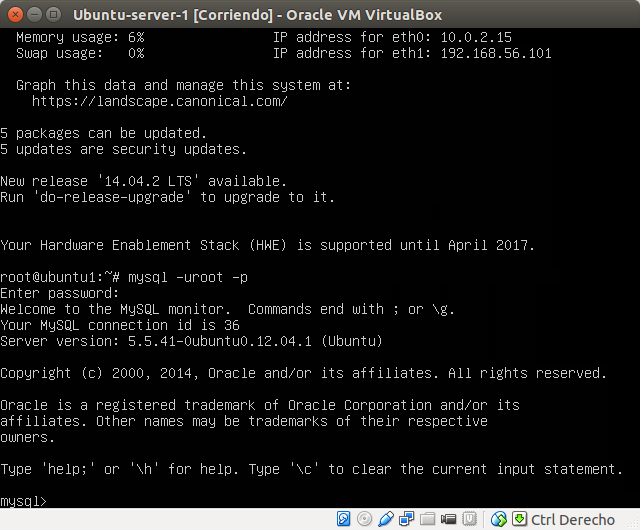 Ubuntu-server-1 [Corriendo] - Oracle VM VirtualBox
Memory usage: 6%                IP address for eth0: 10.0.2.15
Swap usage:   0%                IP address for eth1: 192.168.56.101
Graph this data and manage this system at:
https://landscape.canonical.com/
5 packages can be updated.
5 updates are security updates.
New release '14.04.2 LTS' available.
Run 'do-release-upgrade' to upgrade to it.
Your Hardware Enablement Stack (HWE) is supported until April 2017.
root@ubuntu1:~# mysql -uroot -p
Enter password:
Welcome to the MySQL monitor.  Commands end with ; or \g.
Your MySQL connection id is 36
Server version: 5.5.41-0ubuntu0.12.04.1 (Ubuntu)
Copyright (c) 2000, 2014, Oracle and/or its affiliates. All rights reserved.
Oracle is a registered trademark of Oracle Corporation and/or its
affiliates. Other names may be trademarks of their respective
owners.
Type 'help;' or '\h' for help. Type '\c' to clear the current input statement.
mysql>
Ctrl Derecho